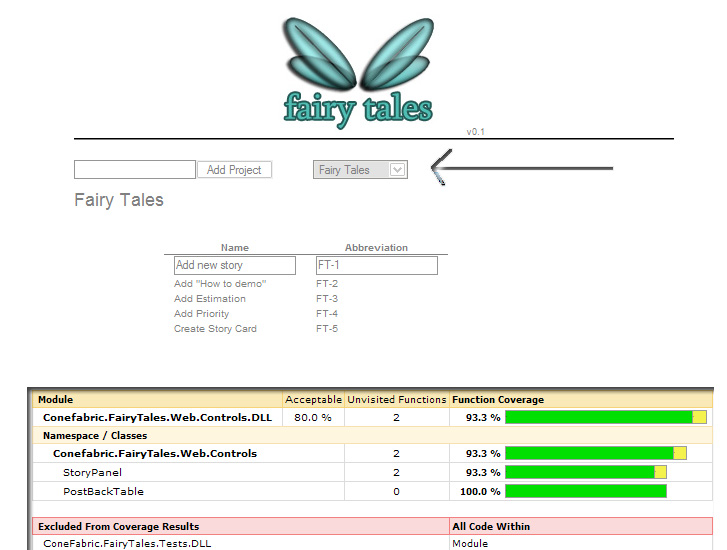 fairy tales
v0.1
Add Project Fairy Tales
Fairy Tales
Name Abbreviation
Add new story FT-1
Add "How to demo" FT-2
Add Estimation FT-3
Add Priority FT-4
Create Story Card FT-5
Module Acceptable Unvisited Functions Function Coverage
Conefabric.FairyTales.Web.Controls.DLL 80.0 % 2 93.3 %
Namespace / Classes
Conefabric.FairyTales.Web.Controls 2 93.3 %
StoryPanel 2 93.3 %
PostBackTable 0 100.0 %
Excluded From Coverage Results All Code Within
ConeFabric.FairyTales.Tests.DLL Module